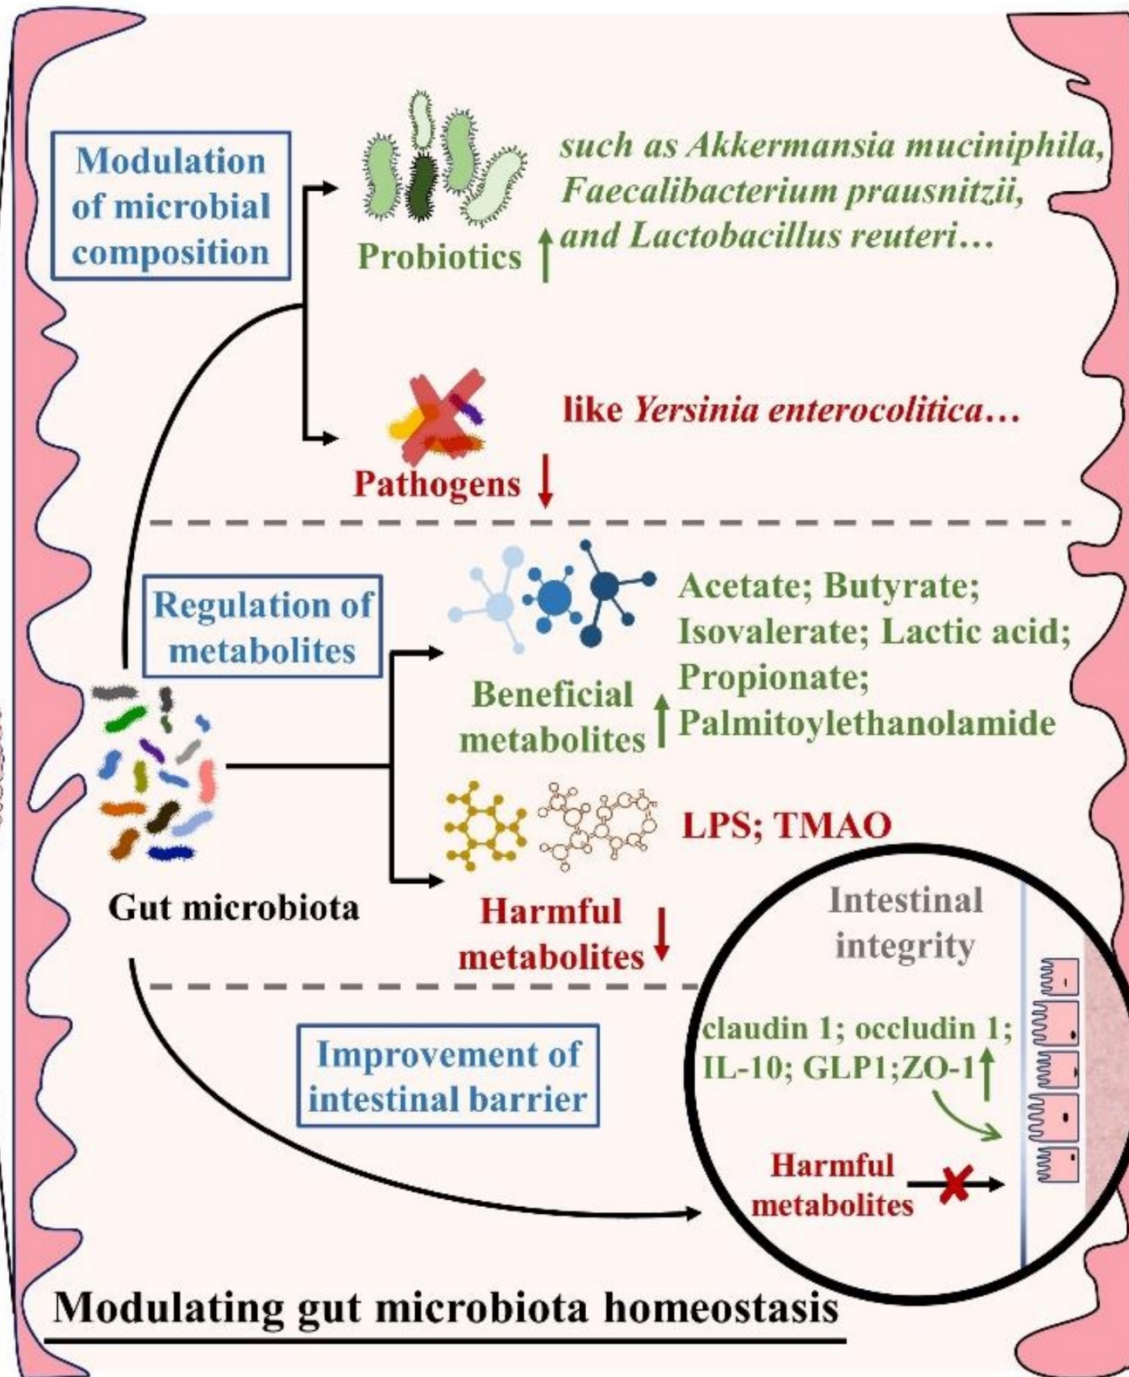 Modulation
of microbial
composition
such as Akkermansia muciniphila,
Faecalibacterium prausnitzii,
and Lactobacillus reuteri...
Probiotics
like Yersinia enterocolitica...
Pathogens
Regulation of
metabolites
Acetate; Butyrate;
Isovalerate; Lactic acid;
Propionate;
Palmitoylethanolamide
Beneficial
metabolites
LPS; TMAO
Gut microbiota
Harmful
metabolites
Intestinal
integrity
claudin 1; occludin 1;
IL-10; GLP1;ZO-1
Improvement of
intestinal barrier
Harmful
metabolites
Modulating gut microbiota homeostasis